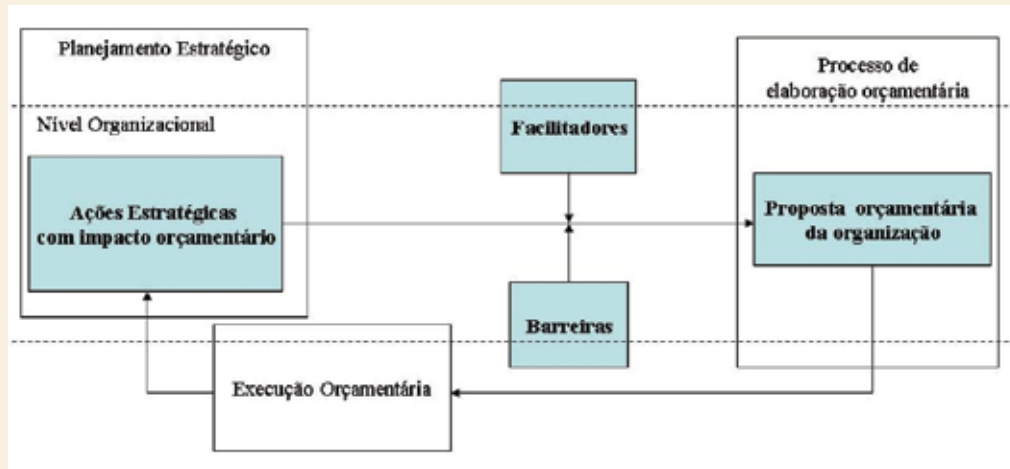 Planejamento Estratégico
Nível Organizacional
Ações Estratégicas
com impacto orçamentário
Facilitadores
Barreiras
Processo de
elaboração orçamentária
Proposta orçamentária
da organização
Execução Orçamentária